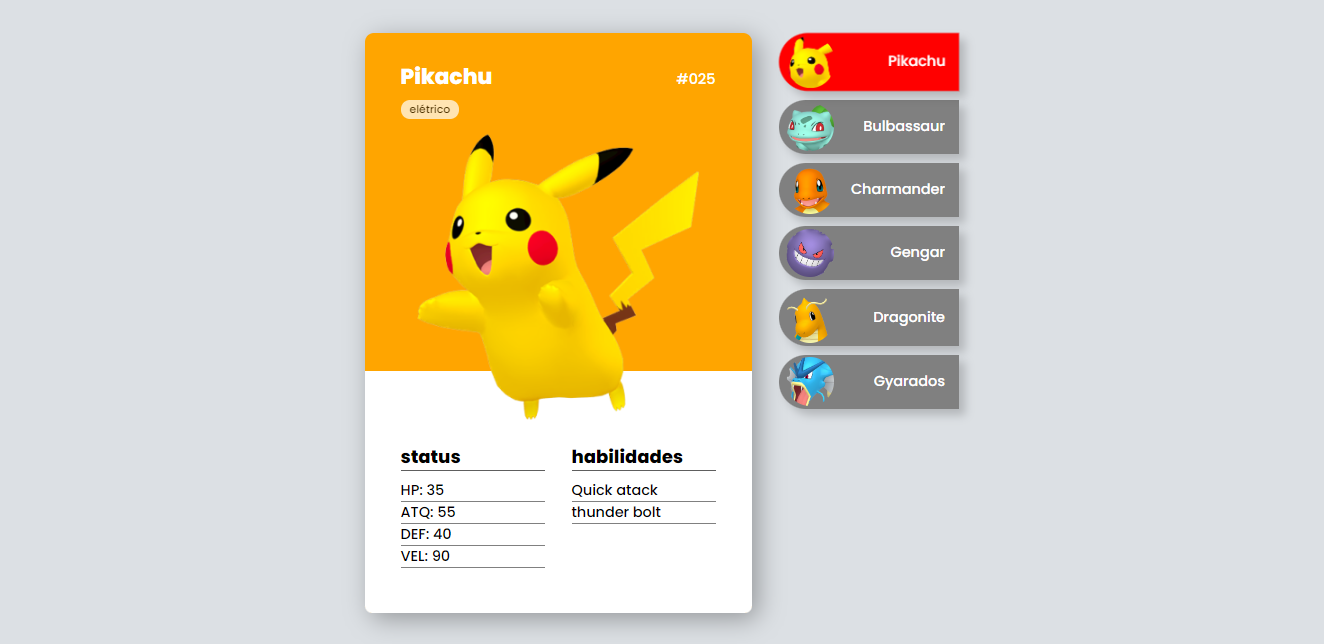 Pikachu
#025
elétrico
status
HP: 35
ATQ: 55
DEF: 40
VEL: 90
habilidades
Quick atack
thunder bolt
Pikachu
Bulbassaur
Charmander
Gengar
Dragonite
Gyarados